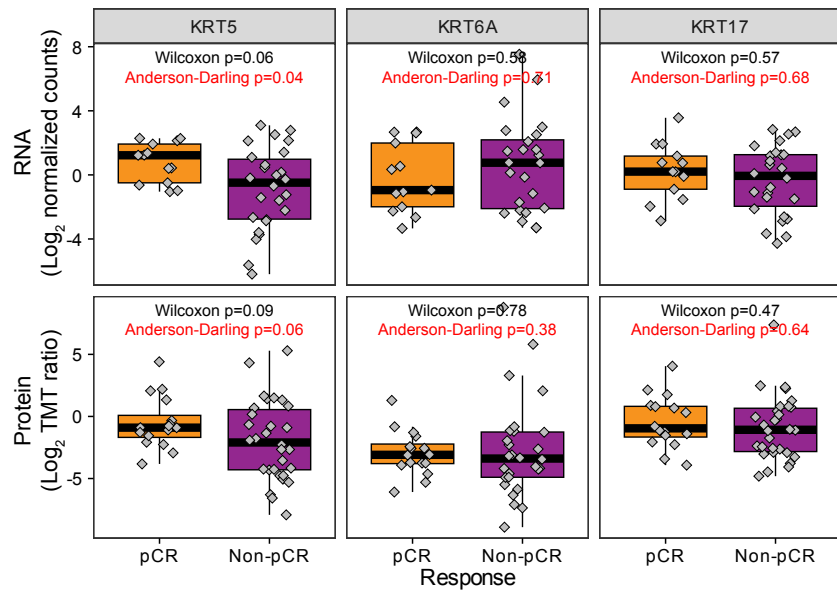 KRT5 KRT6A KRT17
RNA
(Log2 normalized counts)
8
4
0
-4
Wilcoxon p=0.06
Anderson-Darling p=0.04
Wilcoxon p=0.58
Anderon-Darling p=0.71
Wilcoxon p=0.57
Anderson-Darling p=0.68
Protein
(Log2 TMT ratio)
5
0
-5
Wilcoxon p=0.09
Anderson-Darling p=0.06
Wilcoxon p=0.78
Anderson-Darling p=0.38
Wilcoxon p=0.47
Anderson-Darling p=0.64
pCR Non-pCR pCR Non-pCR pCR Non-pCR
Response